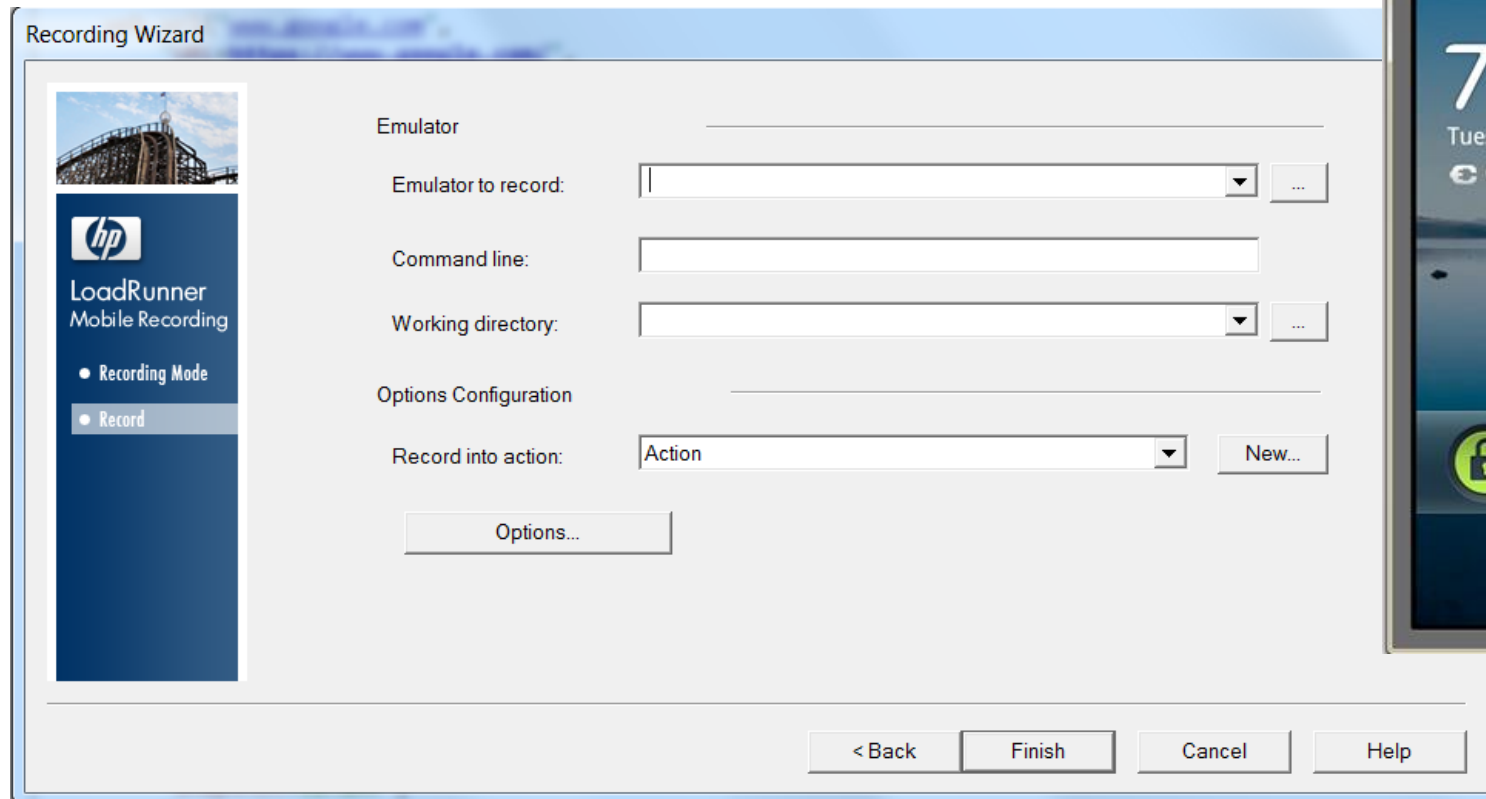 Recording Wizard
Emulator
Emulator to record:
...
Command line:
Working directory:
...
Options Configuration
Record into action:
Action
New...
Options...
hp
LoadRunner
Mobile Recording
Recording Mode
Record
< Back
Finish
Cancel
Help
7
Tue